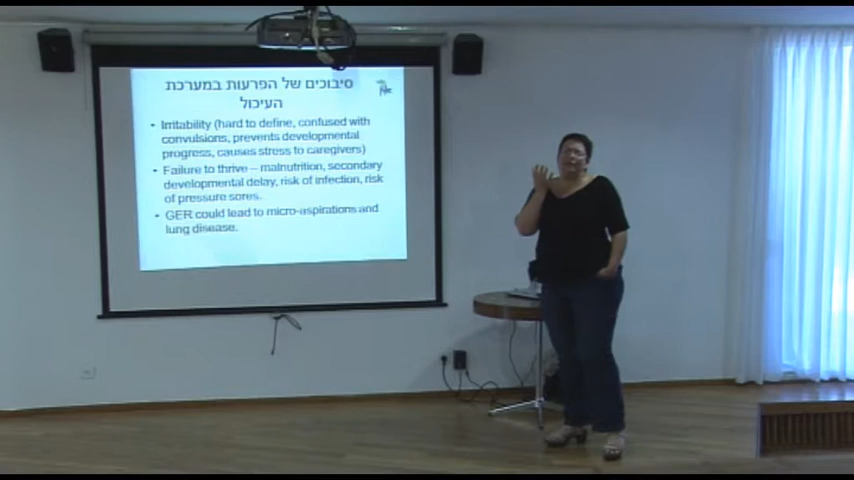 סיבוכים של הפרעות במערכת
העיכול
• Irritability (hard to define, confused with
convulsions, prevents developmental
progress, causes stress to caregivers)
• Failure to thrive – malnutrition, secondary
developmental delay, risk of infection, risk
of pressure sores.
• GER could lead to micro-aspirations and
lung disease.